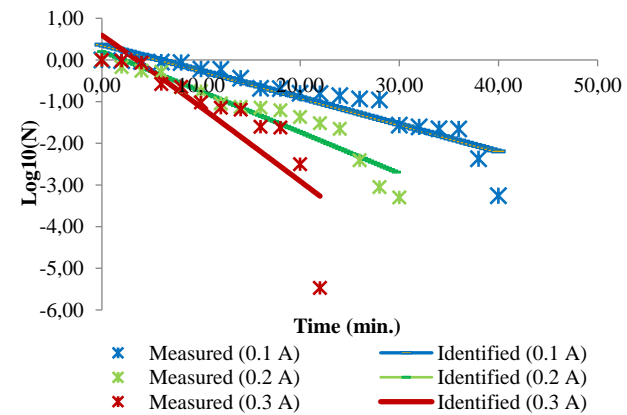 1,00
0,00
-1,00
-2,00
-3,00
-4,00
-5,00
-6,00
Log10(N)
0,00 10,00 20,00 30,00 40,00 50,00
Time (min.)
Measured (0.1 A) Identified (0.1 A)
Measured (0.2 A) Identified (0.2 A)
Measured (0.3 A) Identified (0.3 A)